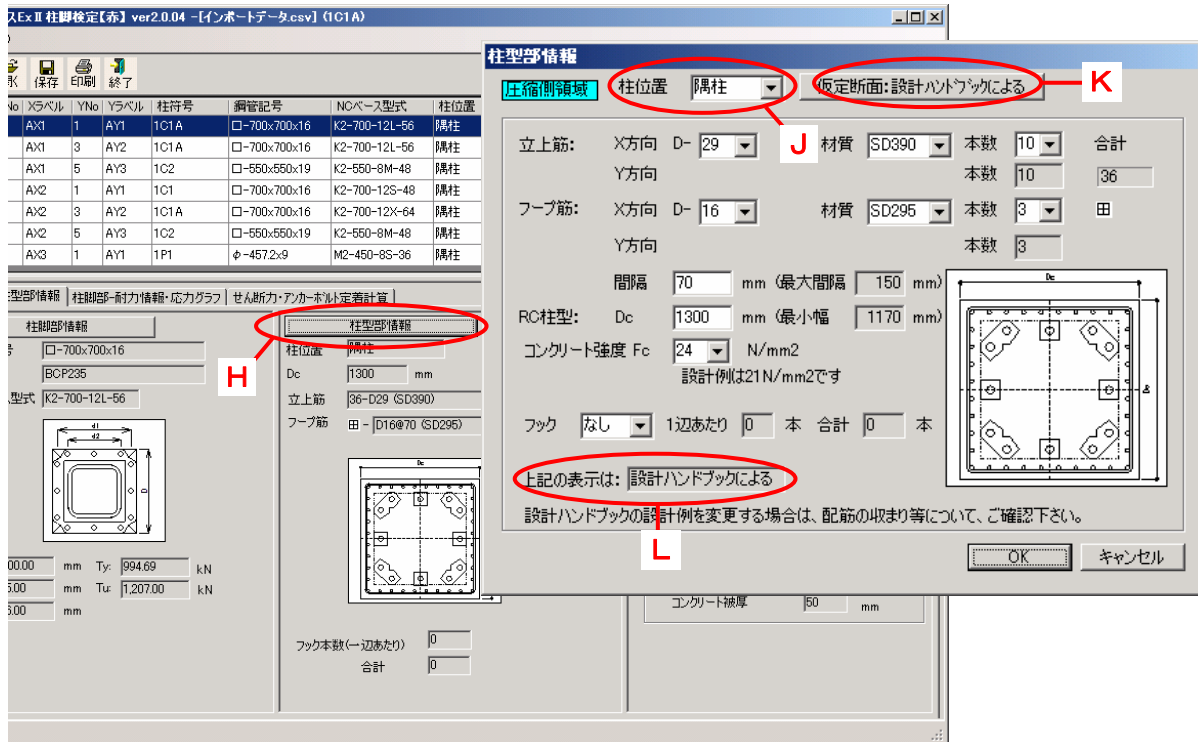 スExⅡ柱脚検定【赤】 ver2.0.04 -[インポートデータ.csv] (1C1A)
保存 印刷 終了
No Xラベル YNo Yラベル 柱符号 鋼管記号 NCベース型式 柱位置
AX1 1 AY1 1C1A □-700x700x16 K2-700-12L-56 隅柱
AX1 3 AY2 1C1A □-700x700x16 K2-700-12L-56 隅柱
AX1 5 AY3 1C2 □-550x550x19 K2-550-8M-48 隅柱
AX2 1 AY1 1C1 □-700x700x16 K2-700-12S-48 隅柱
AX2 3 AY2 1C1A □-700x700x16 K2-700-12X-64 隅柱
AX2 5 AY3 1C2 □-550x550x19 K2-550-8M-48 隅柱
AX3 1 AY1 1P1 φ-457.2x9 M2-450-8S-36 隅柱
型部情報 柱脚部-耐力情報・応力グラフ せん断力・アンカーボルト定着計算
柱脚部情報
□-700x700x16
BCP235
型式 K2-700-12L-56
d1
d2
D
00.00 mm Ty: 994.69 kN
5.00 mm Tu: 1,207.00 kN
6.00 mm
H
柱型部情報
柱位置 隅柱
Dc 1300 mm
立上筋 36-D29 (SD390)
フープ筋 田 - D16@70 (SD295)
Dc
フック本数(一辺あたり) 0
合計 0
コンクリート被厚 50 mm
柱型部情報
圧縮側領域 柱位置 隅柱 仮定断面:設計ハンドブックによる
K
J
立上筋: X方向 D- 29 材質 SD390 本数 10 合計
Y方向 本数 10 36
フープ筋: X方向 D- 16 材質 SD295 本数 3 田
Y方向 本数 3
間隔 70 mm (最大間隔 150 mm)
RC柱型: Dc 1300 mm (最小幅 1170 mm)
コンクリート強度 Fc 24 N/mm2
設計例は21N/mm2です
Dc
フック なし 1辺あたり 0 本 合計 0 本
上記の表示は: 設計ハンドブックによる
設計ハンドブックの設計例を変更する場合は、配筋の収まり等について、ご確認下さい。
L
OK キャンセル